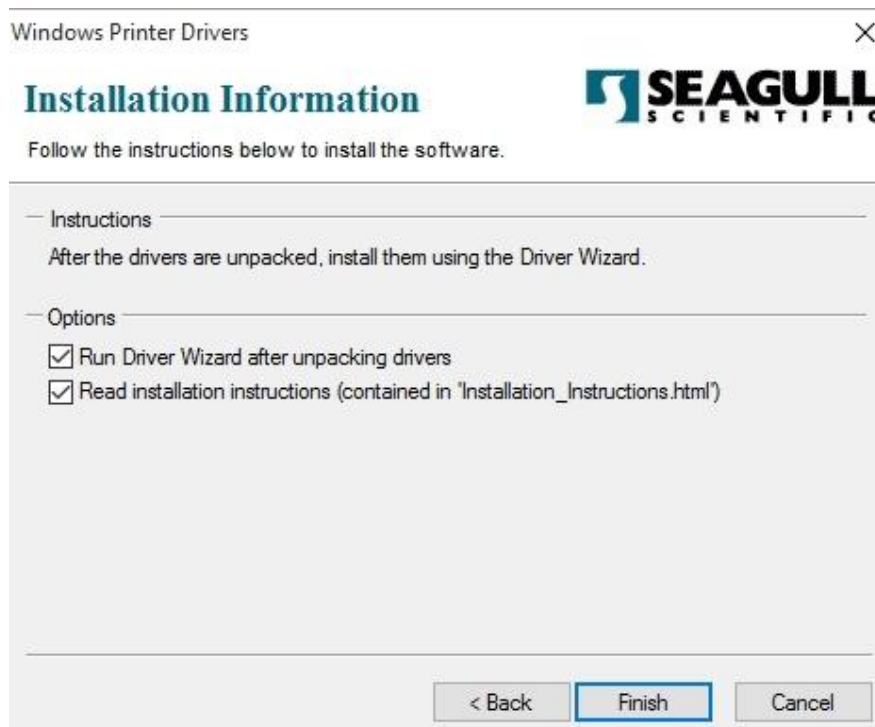 Windows Printer Drivers
Installation Information
SEAGULL
SCIENTIFIC
Follow the instructions below to install the software.
Instructions
After the drivers are unpacked, install them using the Driver Wizard.
Options
Run Driver Wizard after unpacking drivers
Read installation instructions (contained in 'Installation_Instructions.html')
< Back
Finish
Cancel